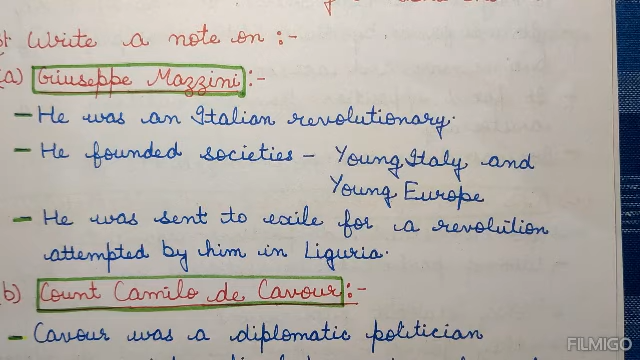 Write a note on :-
(a) Giuseppe Mazzini :-
- He was an Italian revolutionary.
- He founded societies - Young Italy and
Young Europe
- He was sent to exile for a revolution
attempted by him in Liguria.
(b) Count Camilo de Cavour :-
- Cavour was a diplomatic politician
FILMIGO